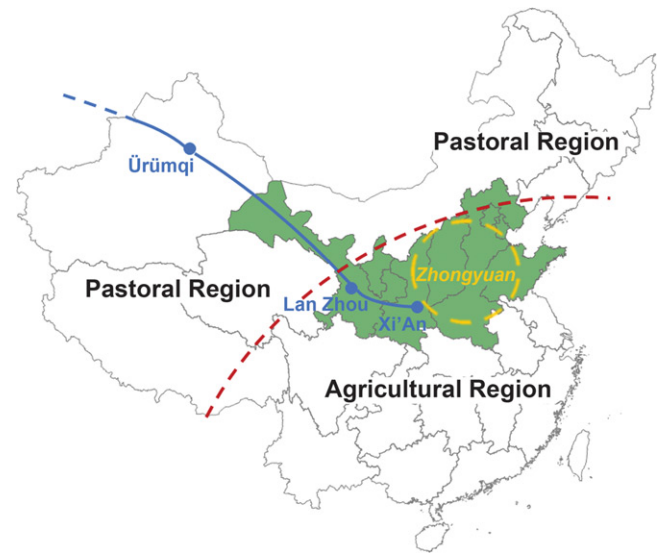 Pastoral Region
Ürümqi
Zhongyuan
Pastoral Region
Lan Zhou
Xi'An
Agricultural Region